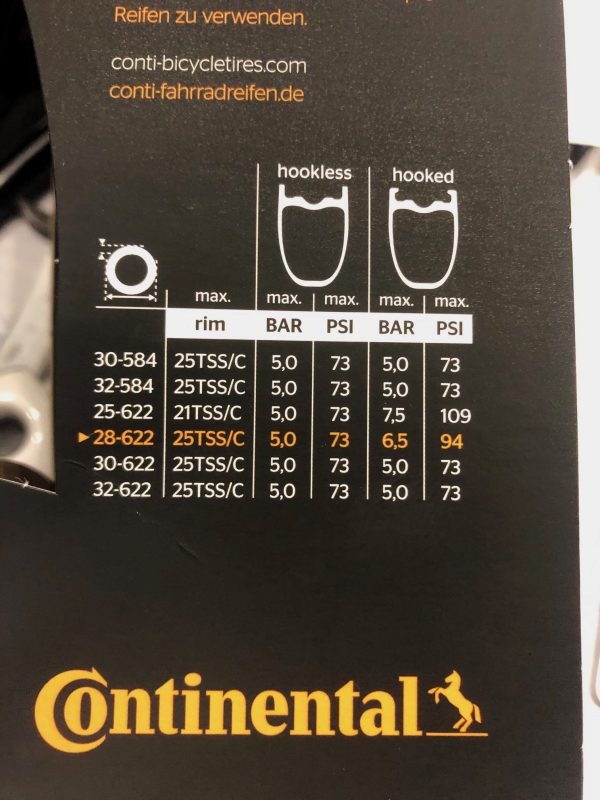 Reifen zu verwenden.
conti-bicycletires.com
conti-fahrradreifen.de
hookless hooked
max. max. max. max. max.
rim BAR PSI BAR PSI
30-584 25TSS/C 5,0 73 5,0 73
32-584 25TSS/C 5,0 73 5,0 73
25-622 21TSS/C 5,0 73 7,5 109
▶28-622 25TSS/C 5,0 73 6,5 94
30-622 25TSS/C 5,0 73 5,0 73
32-622 25TSS/C 5,0 73 5,0 73
Continental